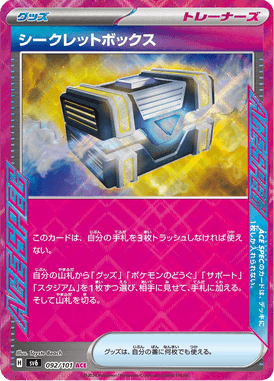 グッズ
トレーナーズ
シークレットボックス
ACE SPEC
ACE SPEC
ACE SPECのカードは、デッキに
1枚しか入れられない。
このカードは、自分の手札を3枚トラッシュしなければ使
えない。
自分の山札から「グッズ」「ポケモンのどうぐ」「サポート」
「スタジアム」を1枚ずつ選び、相手に見せて、手札に加える。
そして山札を切る。
Illus. Toyste Beach
H sv6 092/101 ACE
グッズは、自分の番に何枚でも使える。